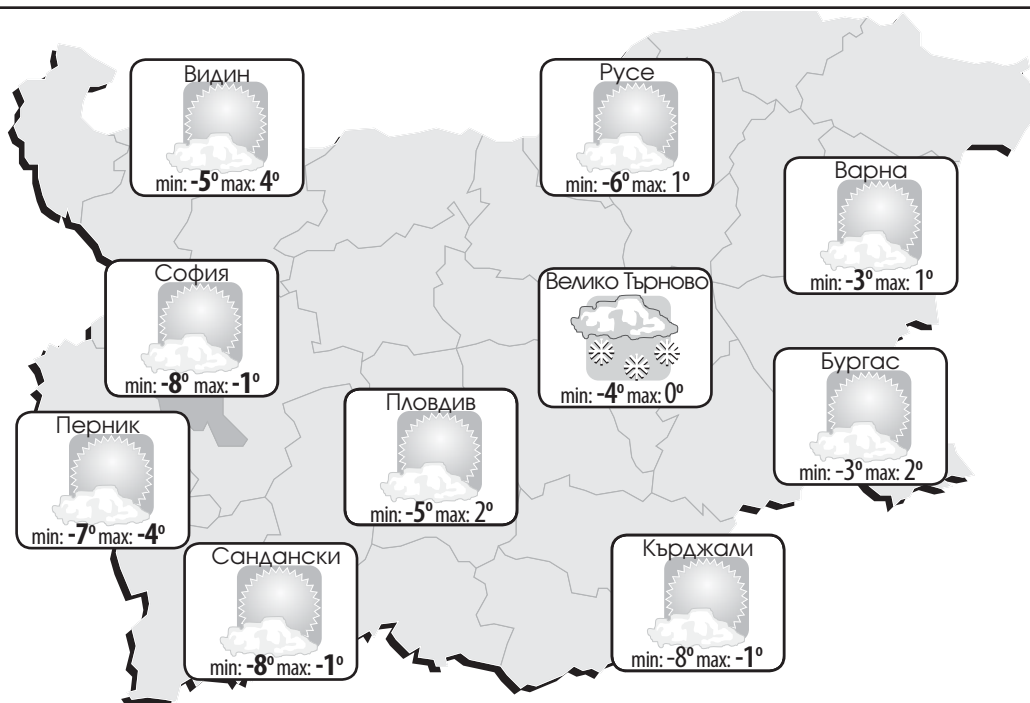 Видин
min: -5° max: 4°
Русе
min: -6° max: 1°
Варна
min: -3° max: 1°
София
min: -8° max: -1°
Велико Търново
min: -4° max: 0°
Бургас
min: -3° max: 2°
Пловдив
min: -5° max: 2°
Перник
min: -7° max: -4°
Сандански
min: -8° max: -1°
Кърджали
min: -8° max: -1°